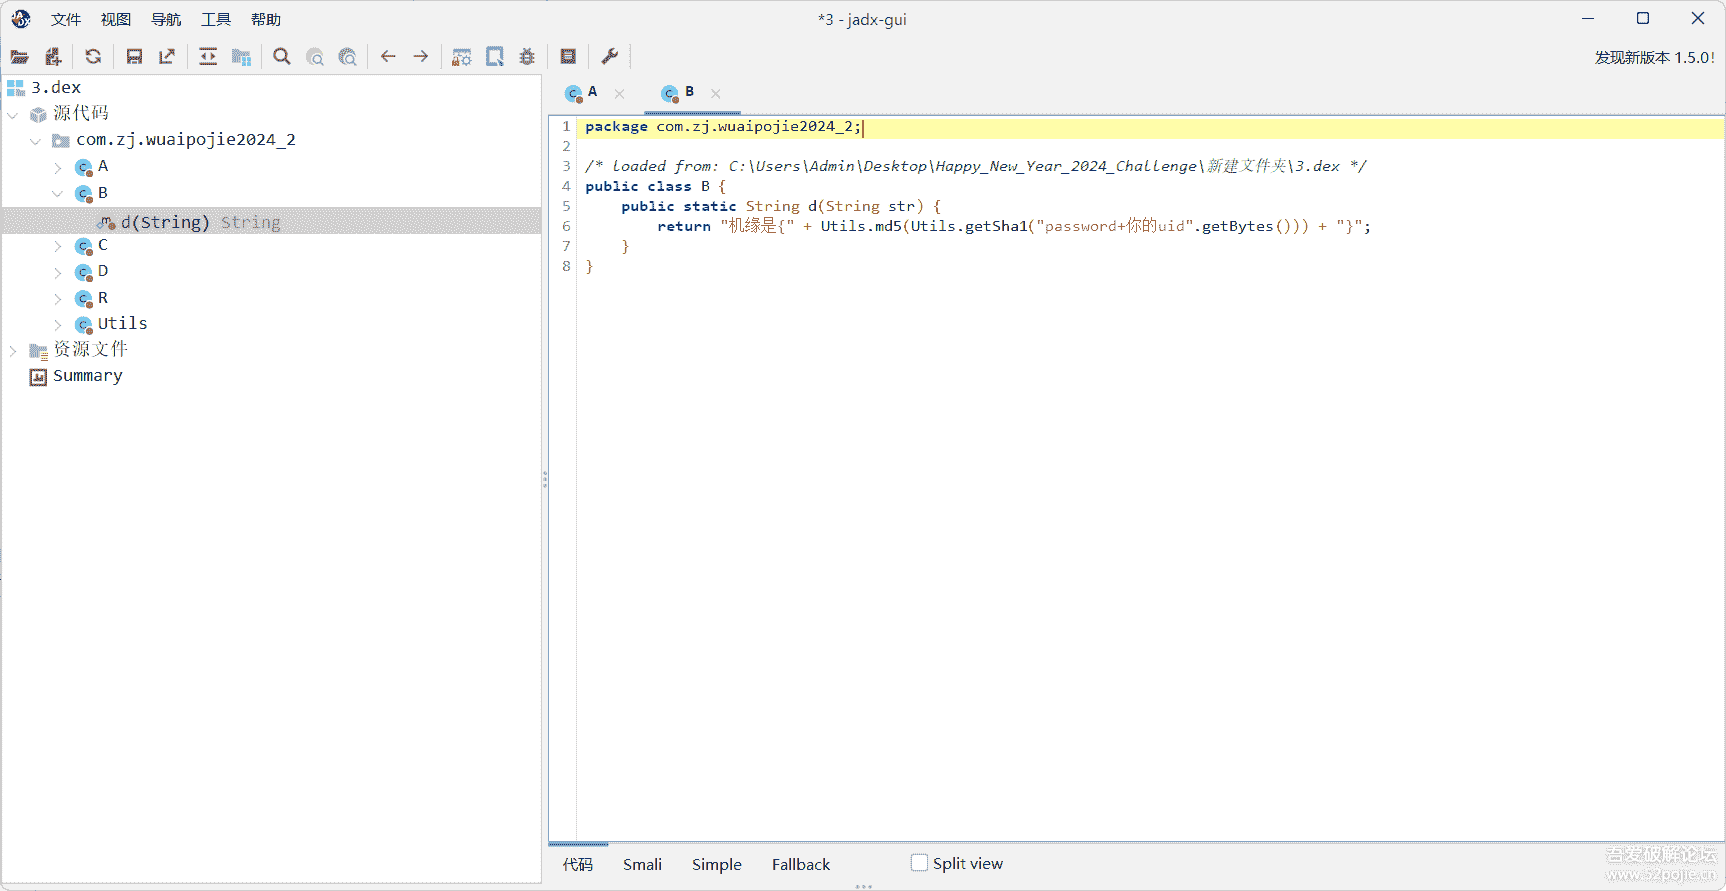 *3 - jadx-gui
文件 视图 导航 工具 帮助
发现新版本 1.5.0!
3.dex
源代码
com.zj.wuaipojie2024_2
A
B
d(String) String
C
D
R
Utils
资源文件
Summary
A B
1 package com.zj.wuaipojie2024_2;
2
3 /* loaded from: C:\Users\Admin\Desktop\Happy_New_Year_2024_Challenge\新建文件夹\3.dex */
4 public class B {
5 public static String d(String str) {
6 return "机缘是{" + Utils.md5(Utils.getSha1("password+你的uid".getBytes())) + "}";
7 }
8 }
代码 Smali Simple Fallback Split view
吾爱破解论坛
www.52pojie.cn